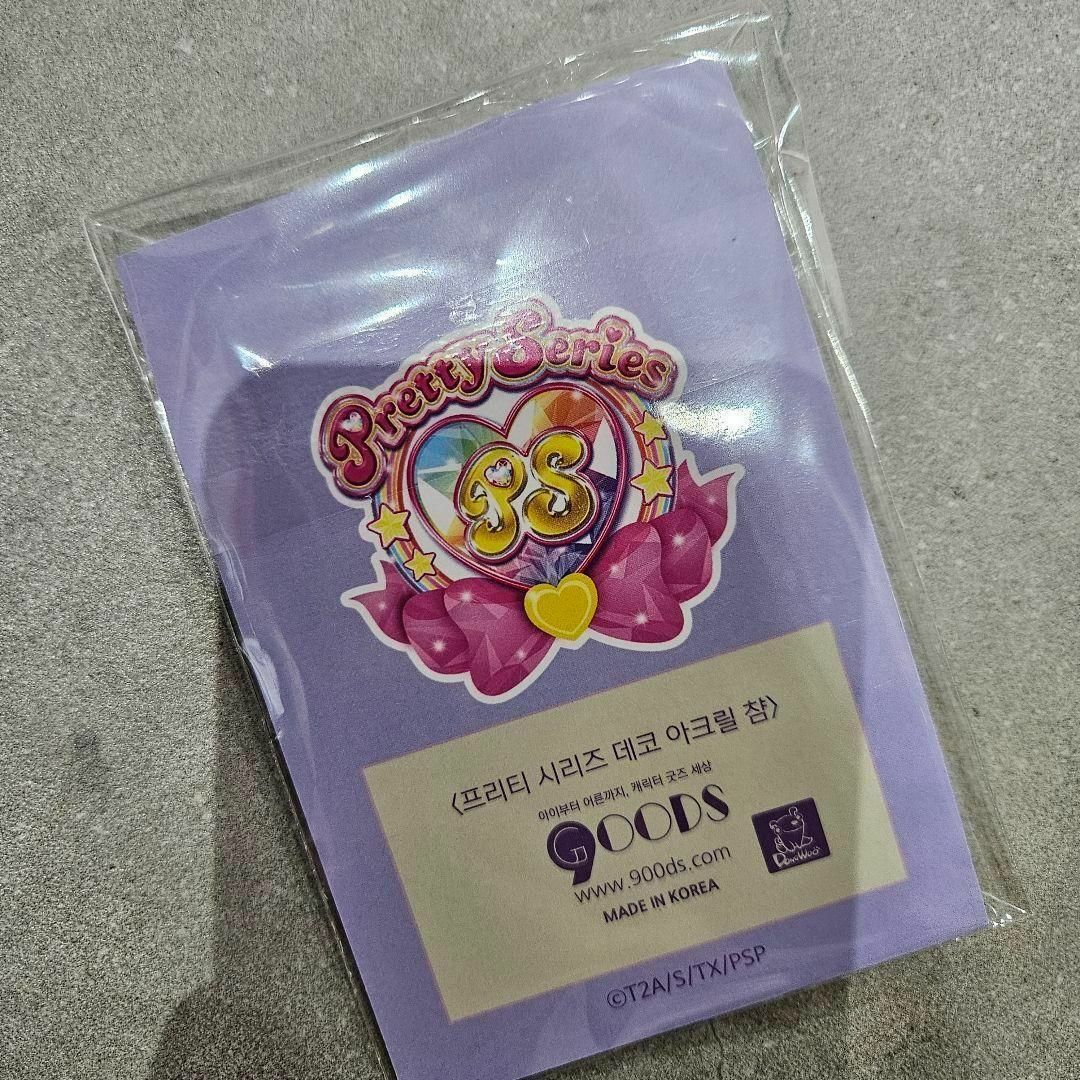 Pretty Series
PS
〈프리티 시리즈 데코 아크릴 참〉
아이부터 어른까지, 캐릭터 굿즈 세상
9OODS
www.900ds.com
DongWoo
MADE IN KOREA
©T2A/S/TX/PSP